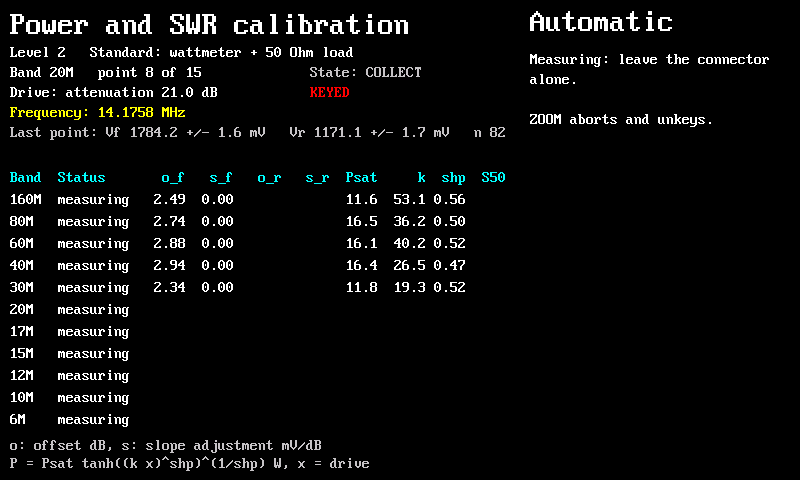 Power and SWR calibration
Level 2   Standard: wattmeter + 50 Ohm load
Band 20M   point 8 of 15   State: COLLECT
Drive: attenuation 21.0 dB   KEYED
Frequency: 14.1758 MHz
Last point: Vf 1784.2 +/- 1.6 mV   Vr 1171.1 +/- 1.7 mV   n 82
Band  Status  o_f  s_f  o_r  s_r  Psat  k  shp  S50
160M  measuring  2.49  0.00  11.6  53.1  0.56
80M  measuring  2.74  0.00  16.5  36.2  0.50
60M  measuring  2.88  0.00  16.1  40.2  0.52
40M  measuring  2.94  0.00  16.4  26.5  0.47
30M  measuring  2.34  0.00  11.8  19.3  0.52
20M  measuring
17M  measuring
15M  measuring
12M  measuring
10M  measuring
6M  measuring
o: offset dB, s: slope adjustment mV/dB
P = Psat tanh((k x)^shp)^(1/shp) W, x = drive
Automatic
Measuring: leave the connector
alone.
ZOOM aborts and unkeys.